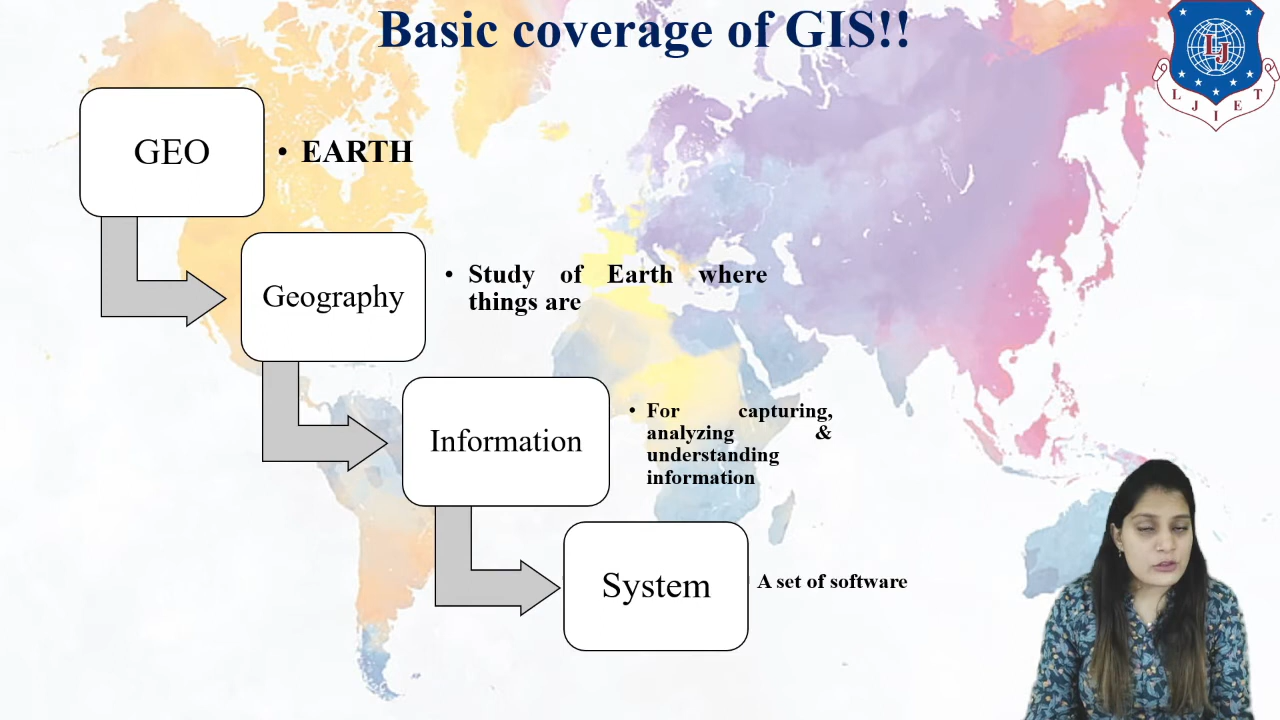 Basic coverage of GIS!!
GEO
• EARTH
Geography
• Study of Earth where
things are
Information
• For capturing,
analyzing &
understanding
information
System
A set of software
LJ
L J I E T